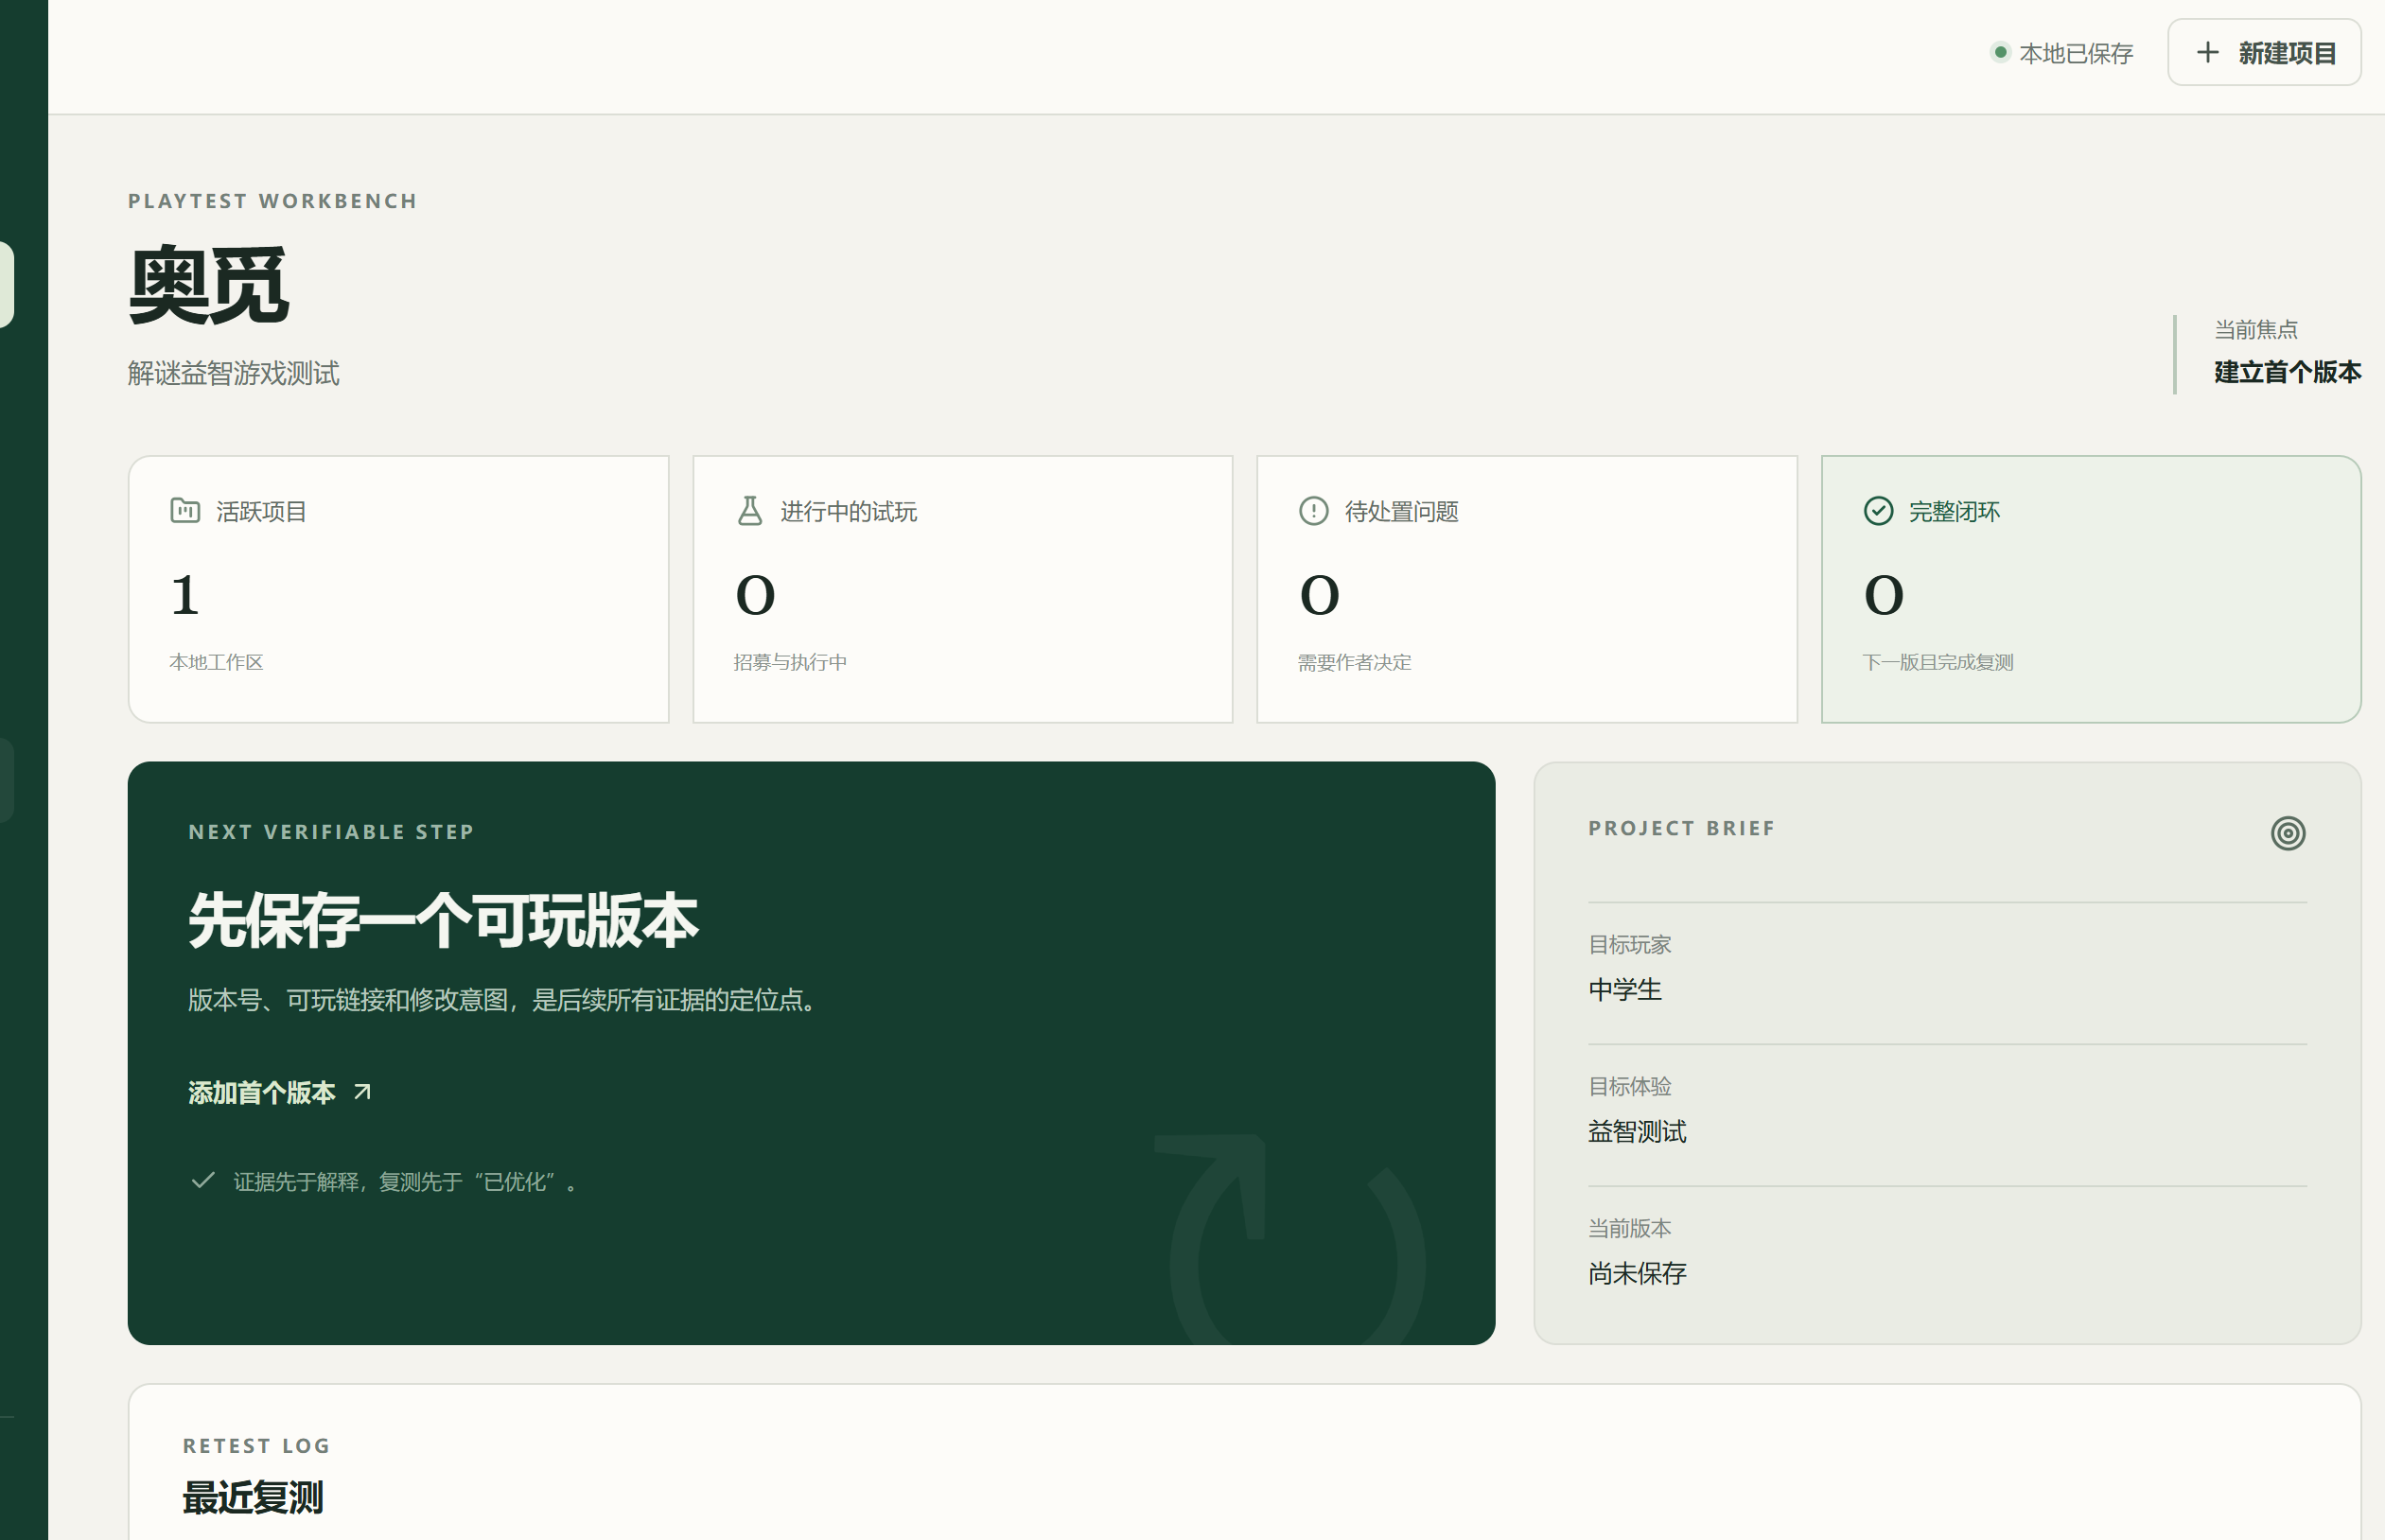 本地已保存
新建项目
PLAYTEST WORKBENCH
奥觅
解谜益智游戏测试
当前焦点
建立首个版本
活跃项目
1
本地工作区
进行中的试玩
0
招募与执行中
待处置问题
0
需要作者决定
完整闭环
0
下一版且完成复测
NEXT VERIFIABLE STEP
先保存一个可玩版本
版本号、可玩链接和修改意图，是后续所有证据的定位点。
添加首个版本
证据先于解释，复测先于“已优化”。
PROJECT BRIEF
目标玩家
中学生
目标体验
益智测试
当前版本
尚未保存
RETEST LOG
最近复测